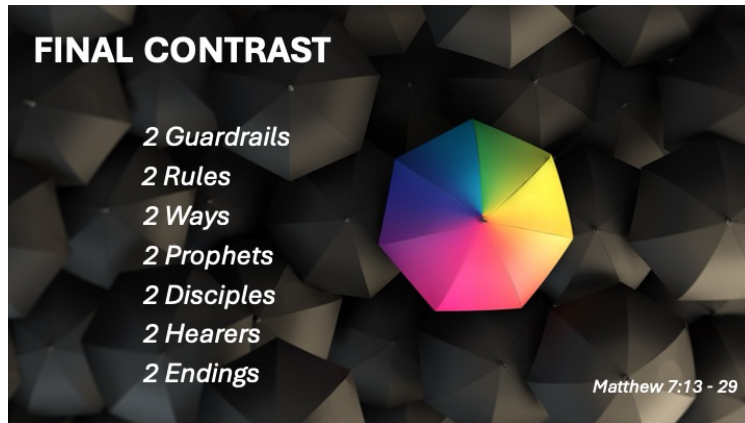 FINAL CONTRAST
2 Guardrails
2 Rules
2 Ways
2 Prophets
2 Disciples
2 Hearers
2 Endings
Matthew 7:13 - 29